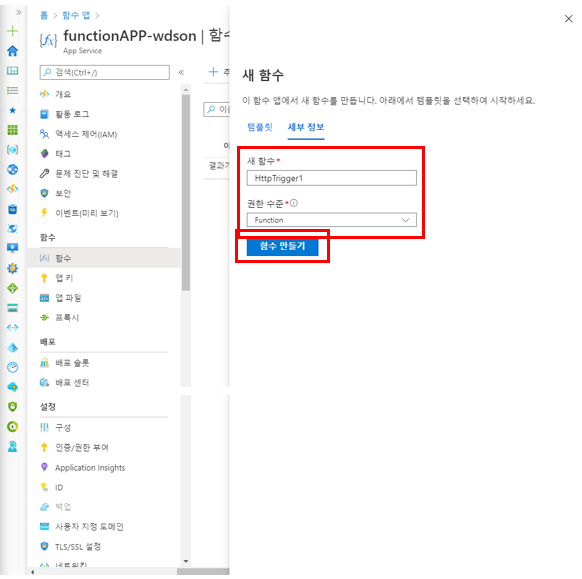 홈 > 함수 앱 >
functionAPP-wdson | 함수
App Service
검색(Ctrl+/)
개요
활동 로그
액세스 제어(IAM)
태그
문제 진단 및 해결
보안
이벤트(미리 보기)
함수
함수
앱 키
앱 파일
프록시
배포
배포 슬롯
배포 센터
설정
구성
인증/권한 부여
Application Insights
ID
백업
사용자 지정 도메인
TLS/SSL 설정
네트워킹
새 함수
이 함수 앱에서 새 함수를 만듭니다. 아래에서 템플릿을 선택하여 시작하세요.
템플릿 세부 정보
새 함수*
HttpTrigger1
권한 수준*
Function
함수 만들기